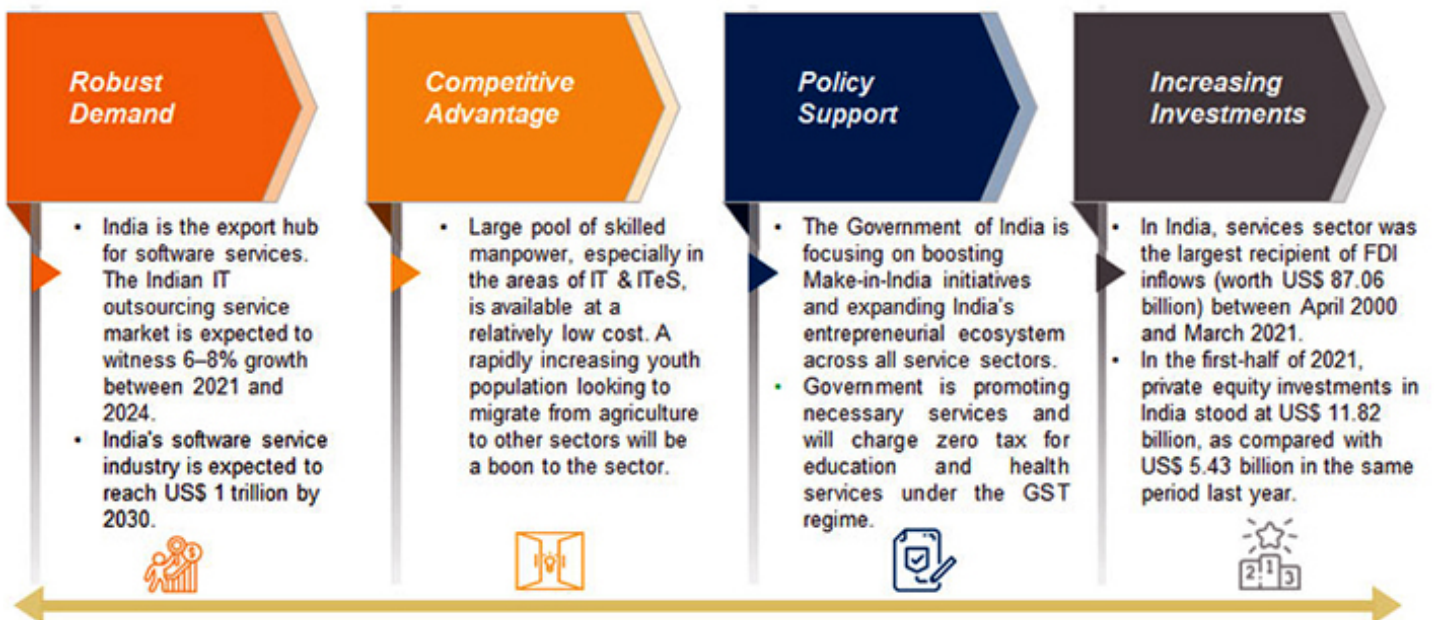 Robust
Demand
• India is the export hub
for software services.
The Indian IT
outsourcing service
market is expected to
witness 6–8% growth
between 2021 and
2024.
• India's software service
industry is expected to
reach US$ 1 trillion by
2030.
Competitive
Advantage
• Large pool of skilled
manpower, especially in
the areas of IT & ITeS,
is available at a
relatively low cost. A
rapidly increasing youth
population looking to
migrate from agriculture
to other sectors will be
a boon to the sector.
Policy
Support
• The Government of India is
focusing on boosting
Make-in-India initiatives
and expanding India's
entrepreneurial ecosystem
across all service sectors.
• Government is promoting
necessary services and
will charge zero tax for
education and health
services under the GST
regime.
Increasing
Investments
• In India, services sector was
the largest recipient of FDI
inflows (worth US$ 87.06
billion) between April 2000
and March 2021.
• In the first-half of 2021,
private equity investments in
India stood at US$ 11.82
billion, as compared with
US$ 5.43 billion in the same
period last year.
$
2 1 3